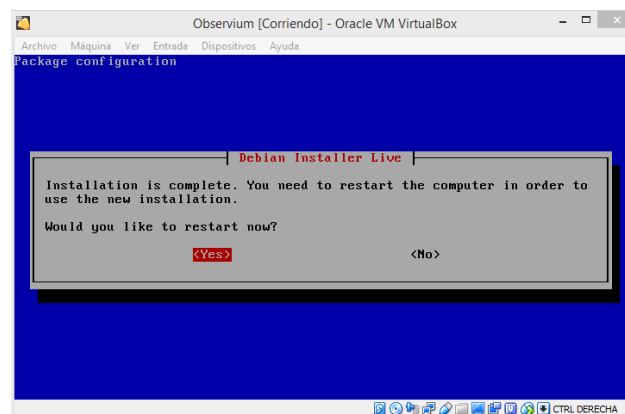 Observium [Corriendo] - Oracle VM VirtualBox
Archivo Máquina Ver Entrada Dispositivos Ayuda
Package configuration
Debian Installer Live
Installation is complete. You need to restart the computer in order to
use the new installation.
Would you like to restart now?
<Yes> <No>
CTRL DERECHA